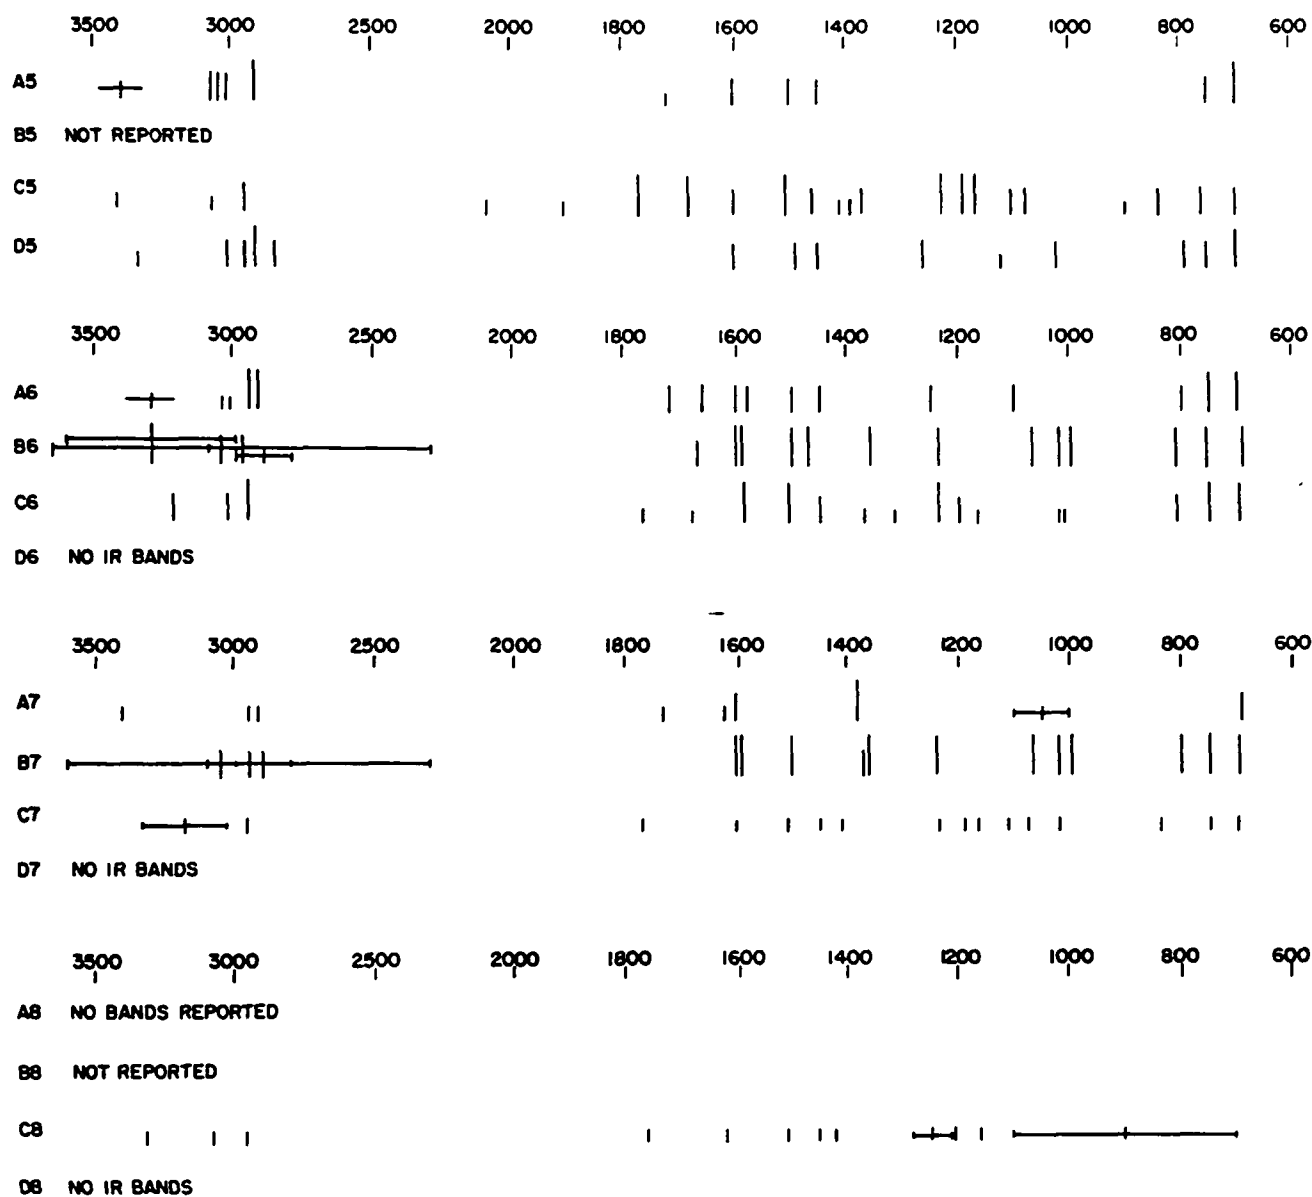 3500 3000 2500 2000 1800 1600 1400 1200 1000 800 600
A5
B5 NOT REPORTED
C5
D5
3500 3000 2500 2000 1800 1600 1400 1200 1000 800 600
A6
B6
C6
D6 NO IR BANDS
3500 3000 2500 2000 1800 1600 1400 1200 1000 800 600
A7
B7
C7
D7 NO IR BANDS
3500 3000 2500 2000 1800 1600 1400 1200 1000 800 600
A8 NO BANDS REPORTED
B8 NOT REPORTED
C8
D8 NO IR BANDS